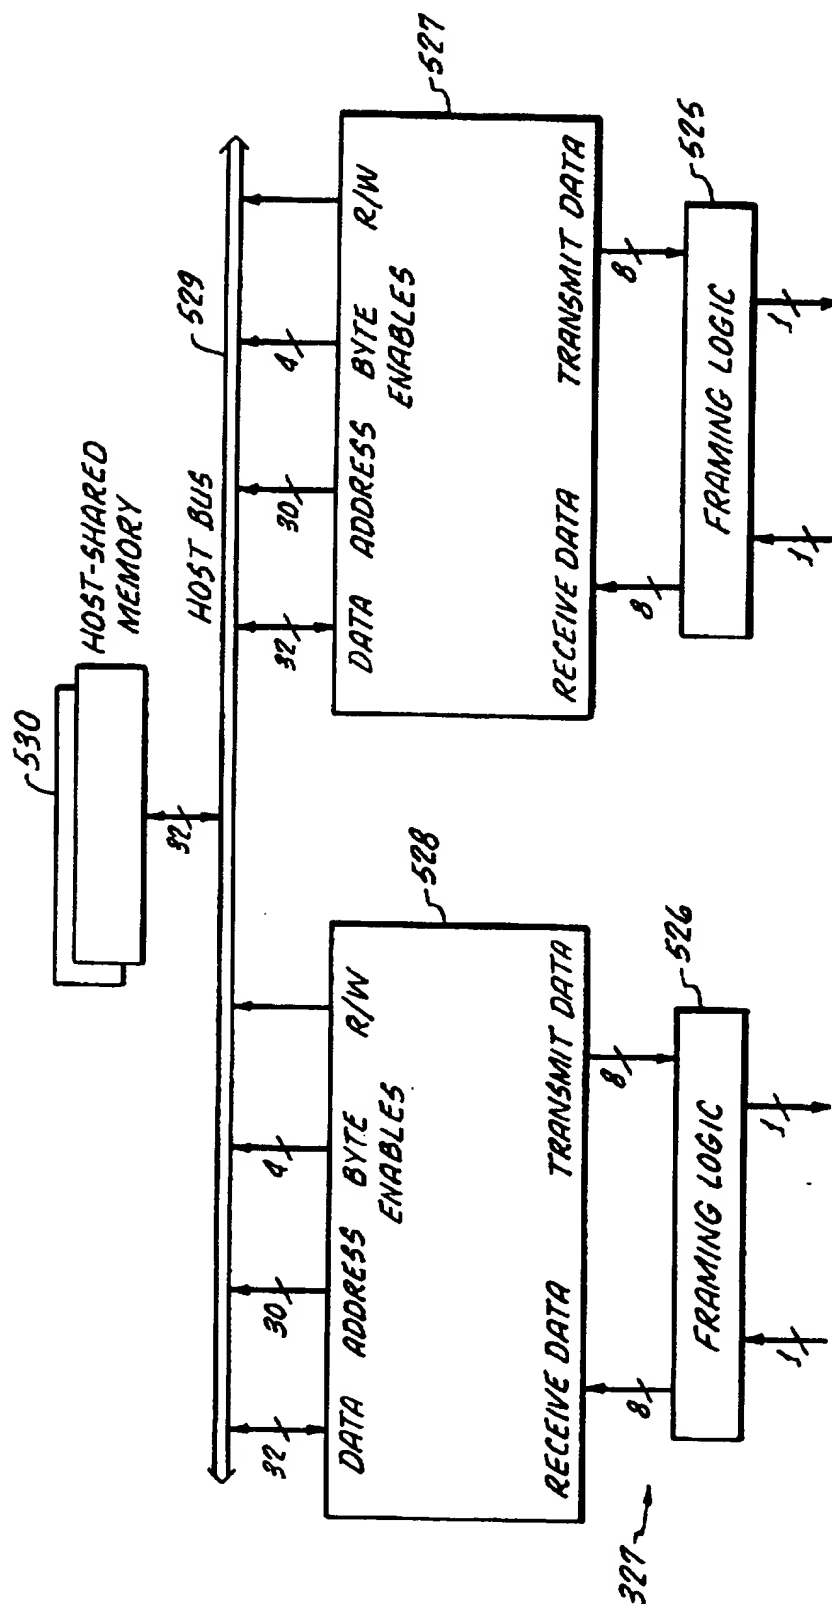 530
HOST-SHARED
MEMORY
32
HOST BUS
529
32
30
4
32
30
4
528
527
DATA
ADDRESS
BYTE
ENABLES
R/W
DATA
ADDRESS
BYTE
ENABLES
R/W
RECEIVE DATA
TRANSMIT DATA
RECEIVE DATA
TRANSMIT DATA
8
8
526
8
8
525
FRAMING LOGIC
FRAMING LOGIC
327
1
1
1
1